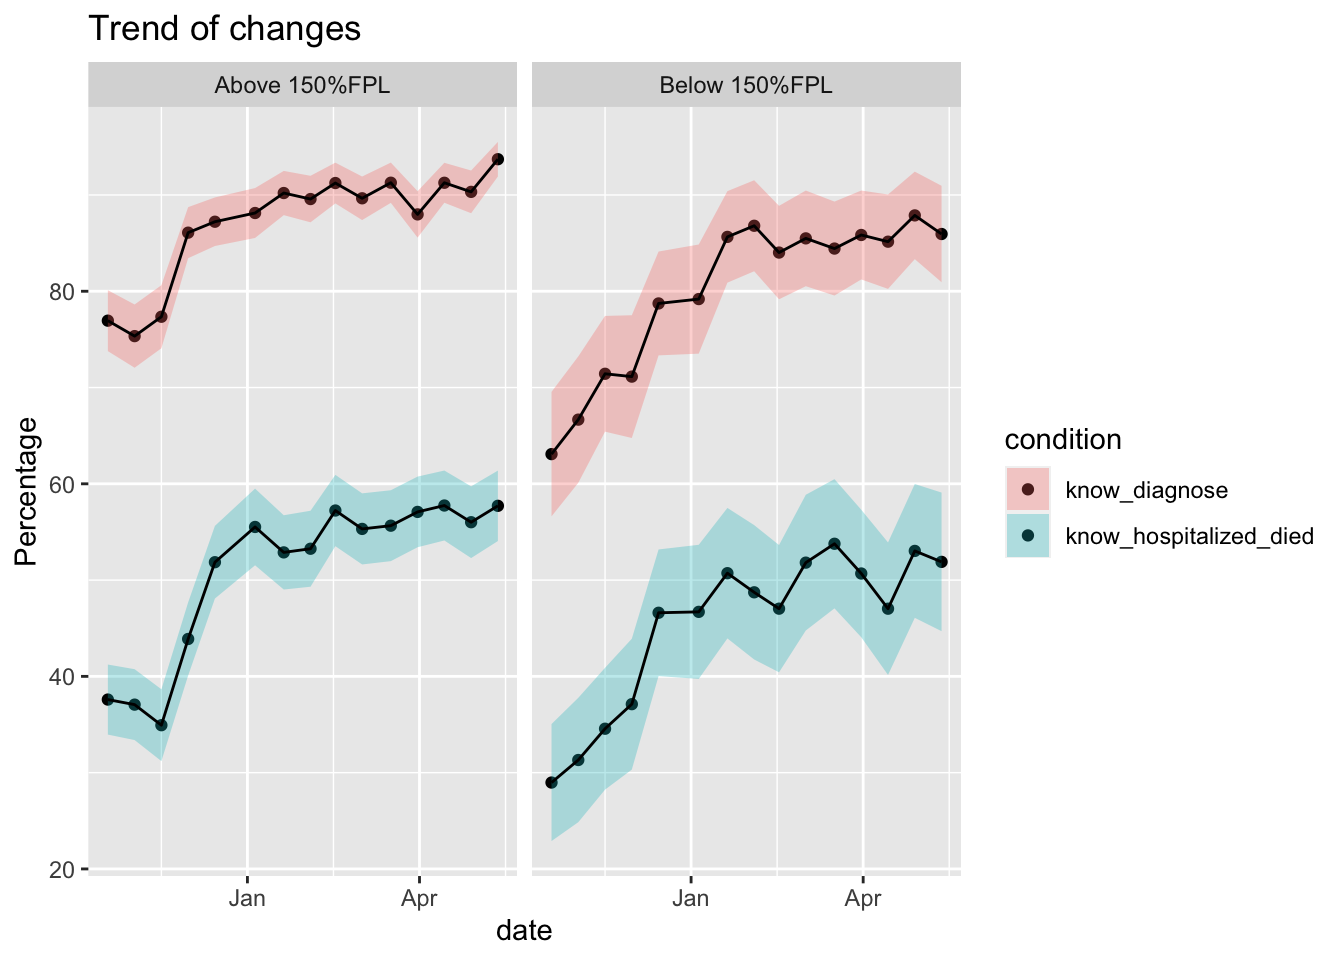 Trend of changes
Above 150%FPL
Below 150%FPL
Percentage
80
60
40
20
Jan
Apr
Jan
Apr
date
condition
know_diagnose
know_hospitalized_died